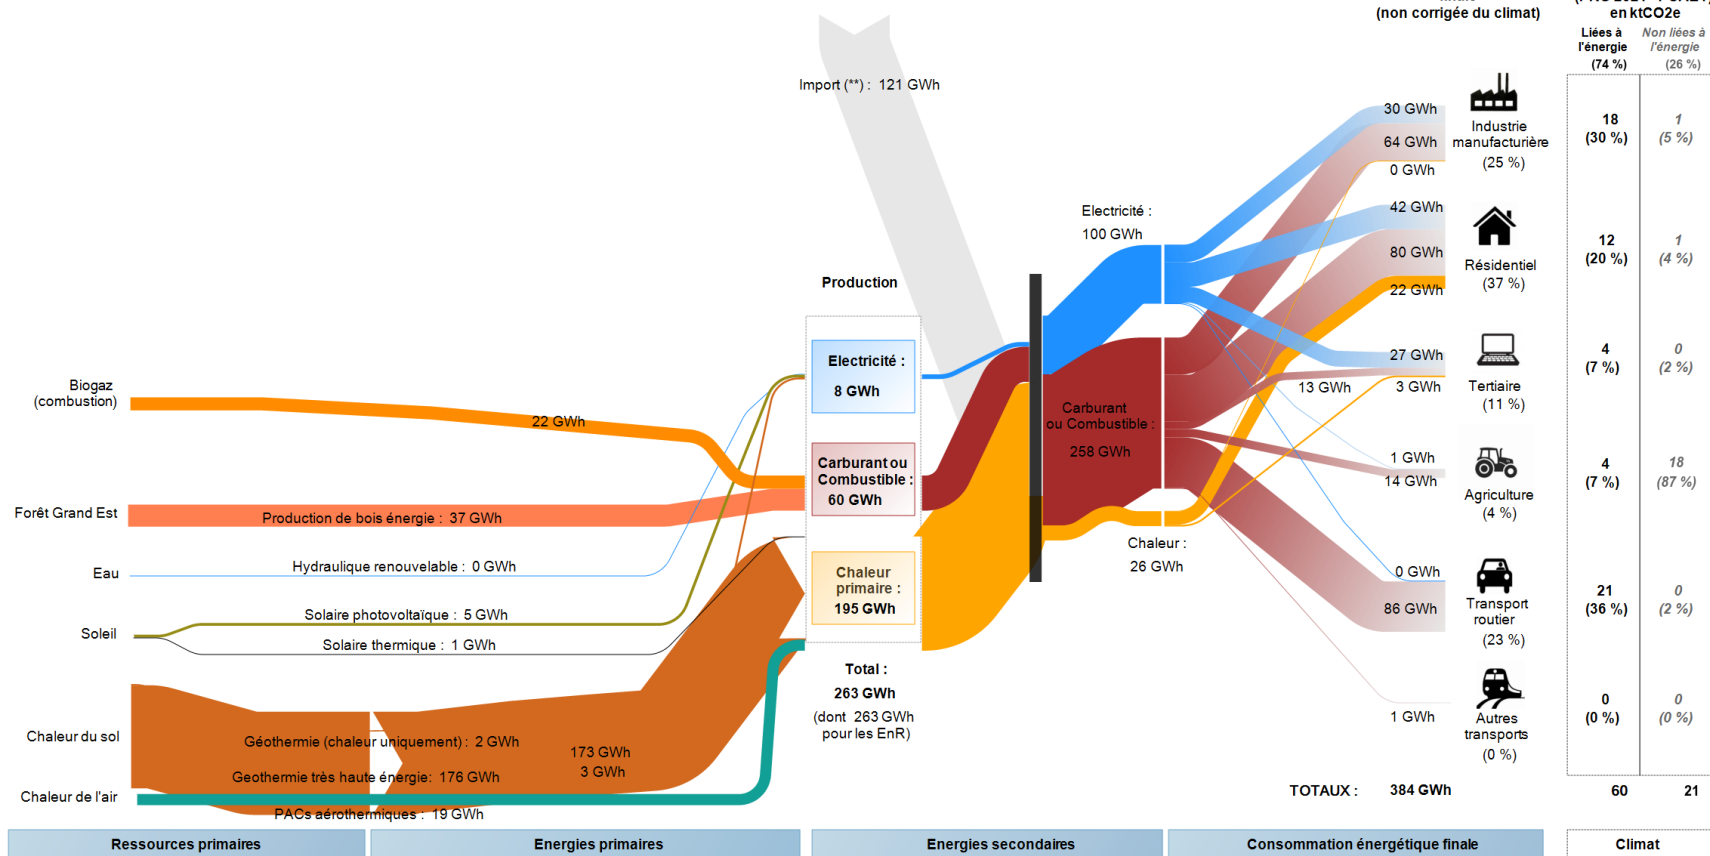 (non corrigée du climat)
en ktCO2e
Liées à
l'énergie
(74 %)
Non liées à
l'énergie
(26 %)
Import (**) : 121 GWh
30 GWh
64 GWh
0 GWh
Industrie
manufacturière
(25 %)
18
(30 %)
1
(5 %)
Electricité :
100 GWh
42 GWh
80 GWh
22 GWh
Résidentiel
(37 %)
12
(20 %)
1
(4 %)
Production
Electricité :
8 GWh
27 GWh
13 GWh
3 GWh
Tertiaire
(11 %)
4
(7 %)
0
(2 %)
Biogaz
(combustion)
22 GWh
Carburant
ou Combustible :
258 GWh
Carburant ou
Combustible :
60 GWh
1 GWh
14 GWh
Agriculture
(4 %)
4
(7 %)
18
(87 %)
Forêt Grand Est
Production de bois énergie : 37 GWh
Chaleur :
26 GWh
Eau
Hydraulique renouvelable : 0 GWh
Chaleur
primaire :
195 GWh
0 GWh
86 GWh
Transport
routier
(23 %)
21
(36 %)
0
(2 %)
Soleil
Solaire photovoltaïque : 5 GWh
Solaire thermique : 1 GWh
Total :
263 GWh
(dont 263 GWh
pour les EnR)
1 GWh
Autres
transports
(0 %)
0
(0 %)
0
(0 %)
Chaleur du sol
Géothermie (chaleur uniquement) : 2 GWh
173 GWh
3 GWh
Geothermie très haute énergie: 176 GWh
Chaleur de l'air
PACs aérothermiques : 19 GWh
TOTAUX : 384 GWh
60
21
Ressources primaires
Energies primaires
Energies secondaires
Consommation énergétique finale
Climat